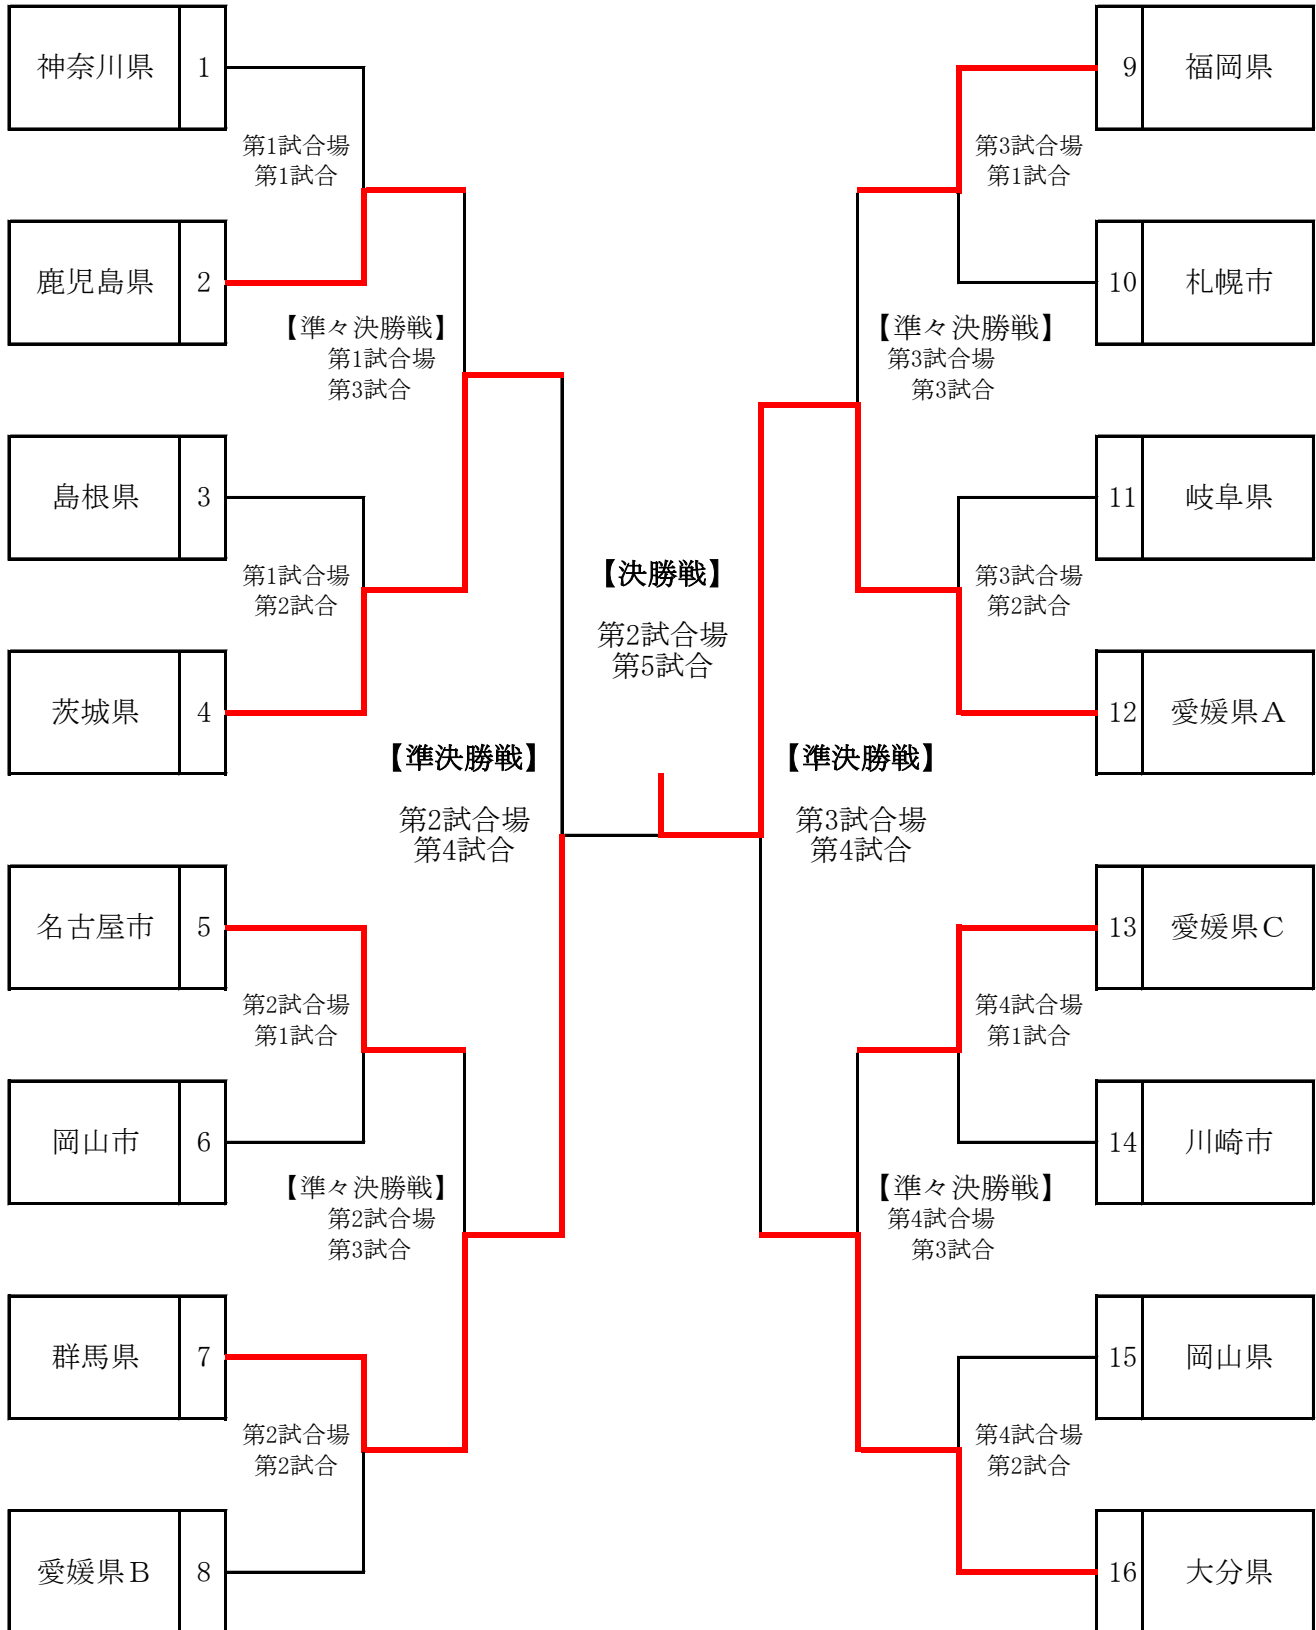 神奈川県 1
第1試合場
第1試合
鹿児島県 2
【準々決勝戦】
第1試合場
第3試合
島根県 3
第1試合場
第2試合
茨城県 4
【準決勝戦】
第2試合場
第4試合
名古屋市 5
第2試合場
第1試合
岡山市 6
【準々決勝戦】
第2試合場
第3試合
群馬県 7
第2試合場
第2試合
愛媛県B 8
【決勝戦】
第2試合場
第5試合
9 福岡県
第3試合場
第1試合
10 札幌市
【準々決勝戦】
第3試合場
第3試合
11 岐阜県
第3試合場
第2試合
12 愛媛県A
【準決勝戦】
第3試合場
第4試合
13 愛媛県C
第4試合場
第1試合
14 川崎市
【準々決勝戦】
第4試合場
第3試合
15 岡山県
第4試合場
第2試合
16 大分県